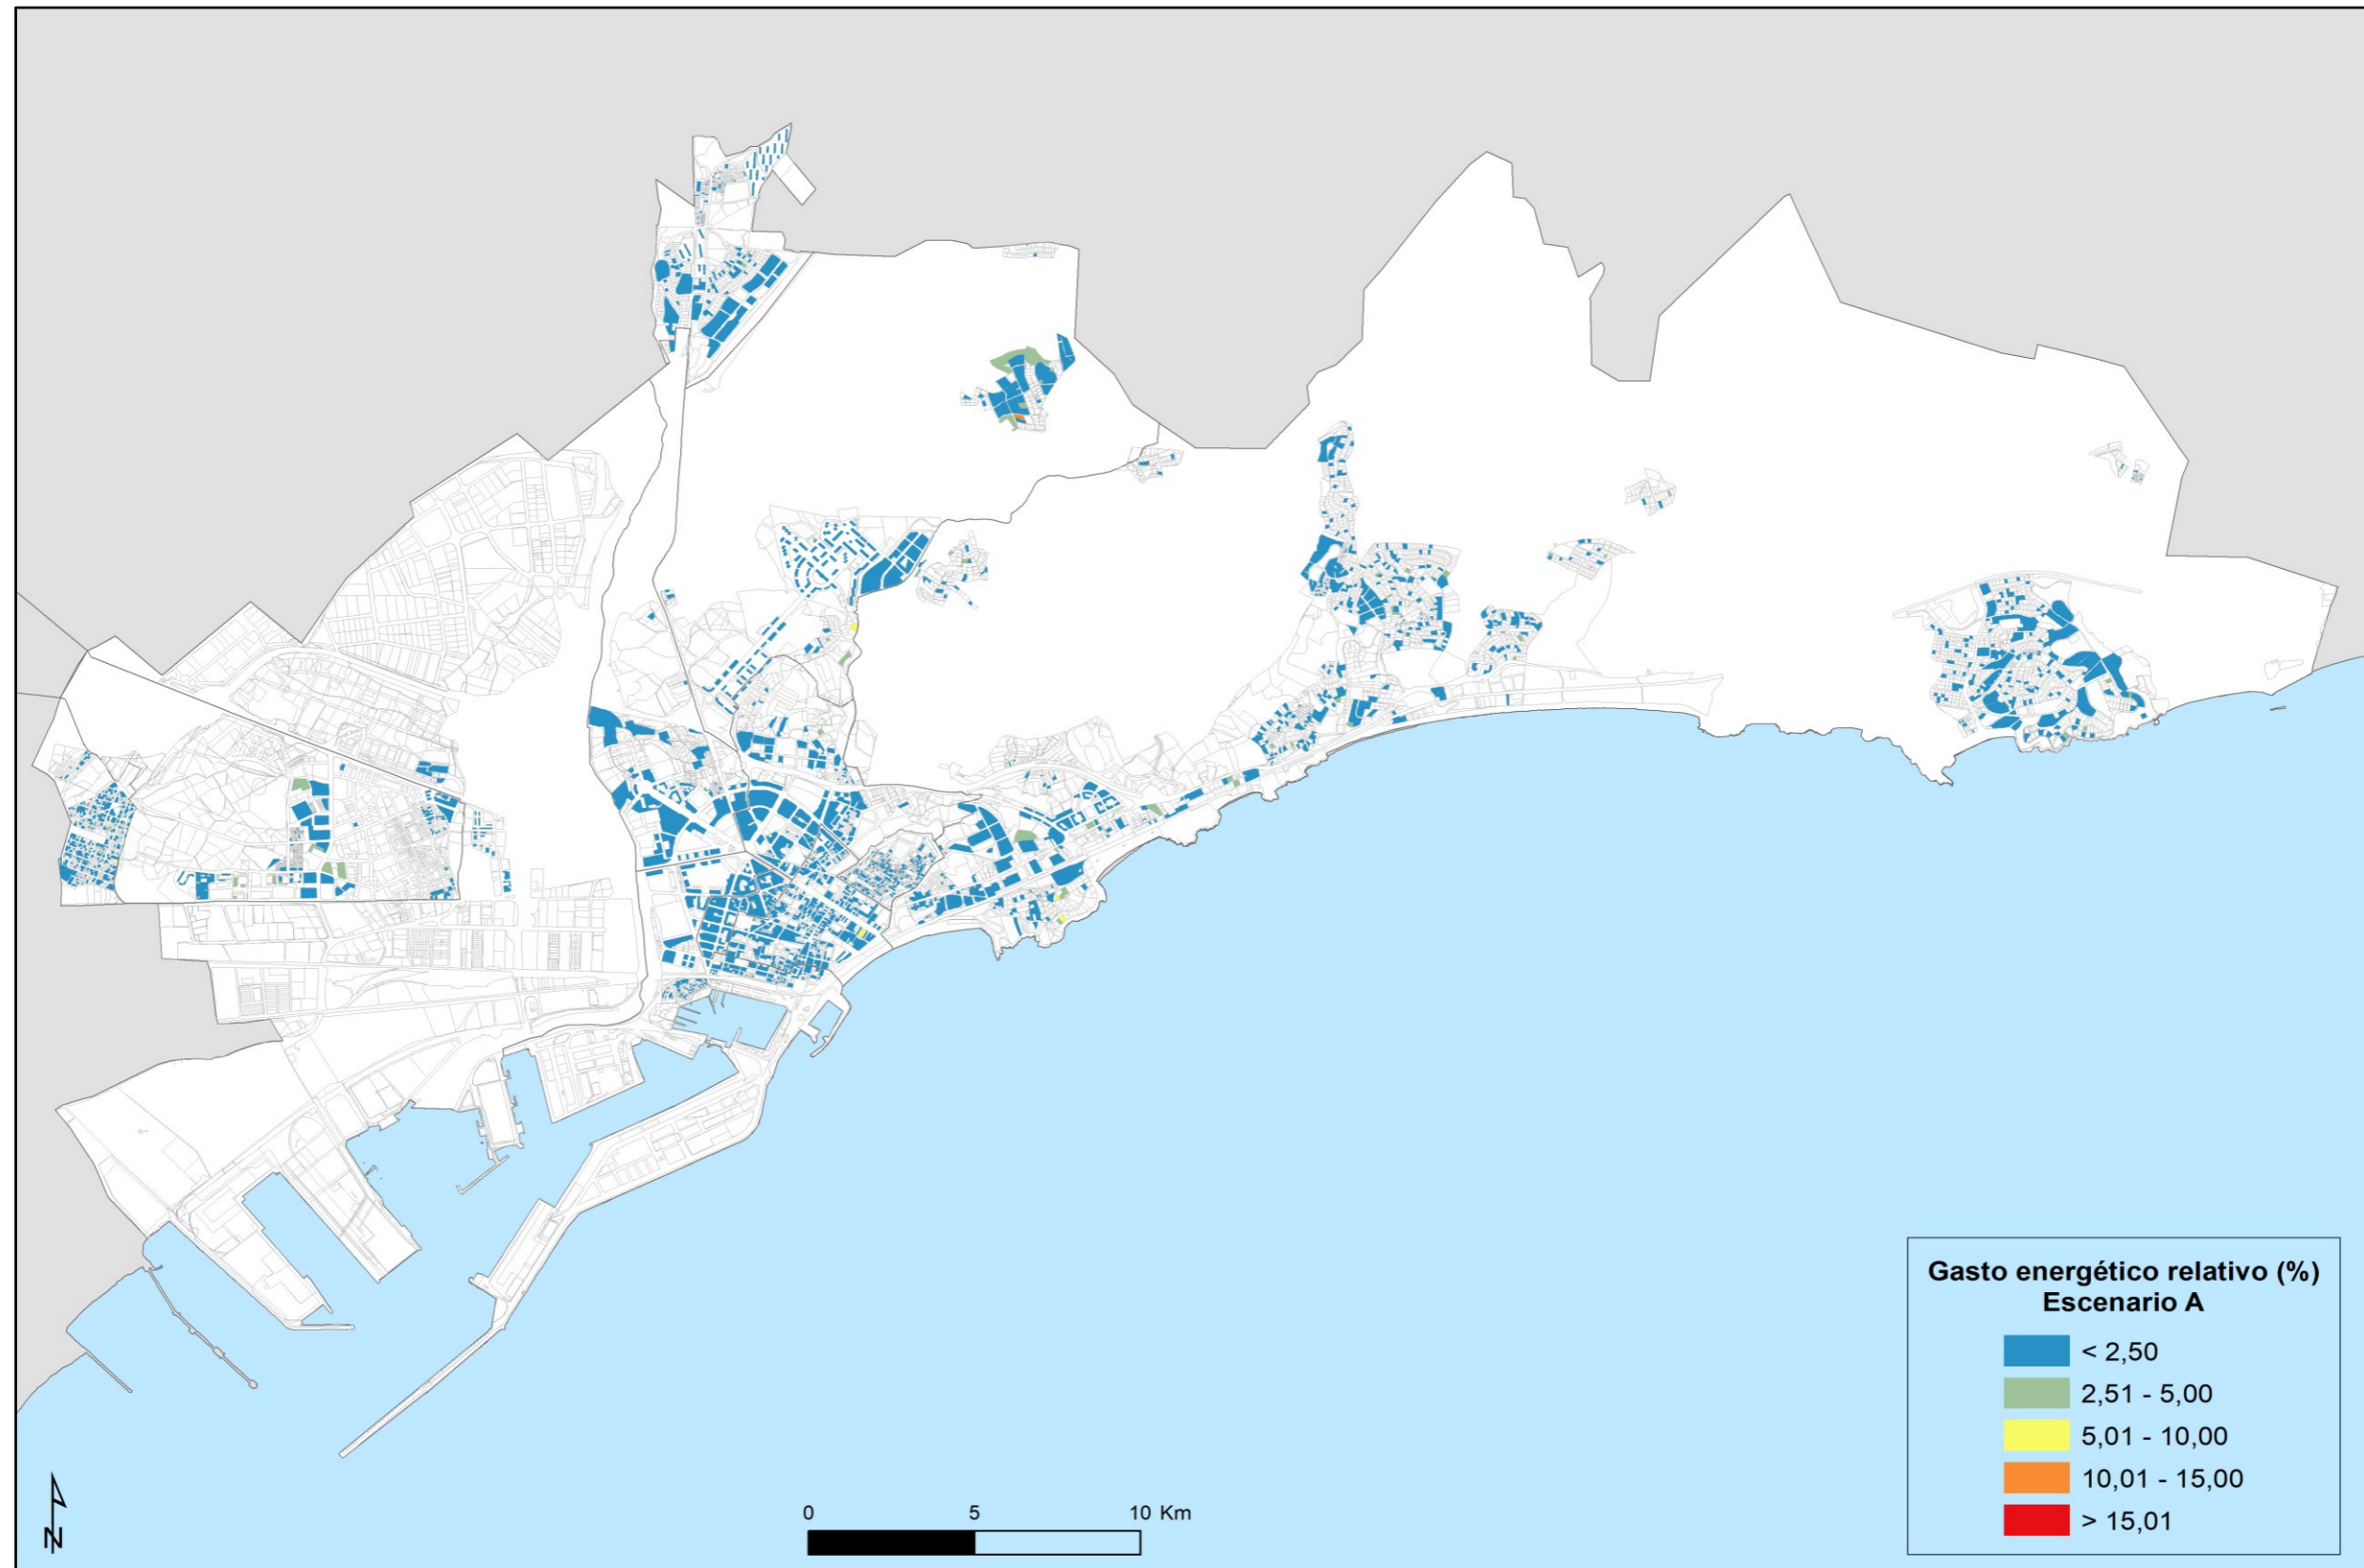 Gasto energético relativo (%)
Escenario A
< 2,50
2,51 - 5,00
5,01 - 10,00
10,01 - 15,00
> 15,01
0 5 10 Km
N